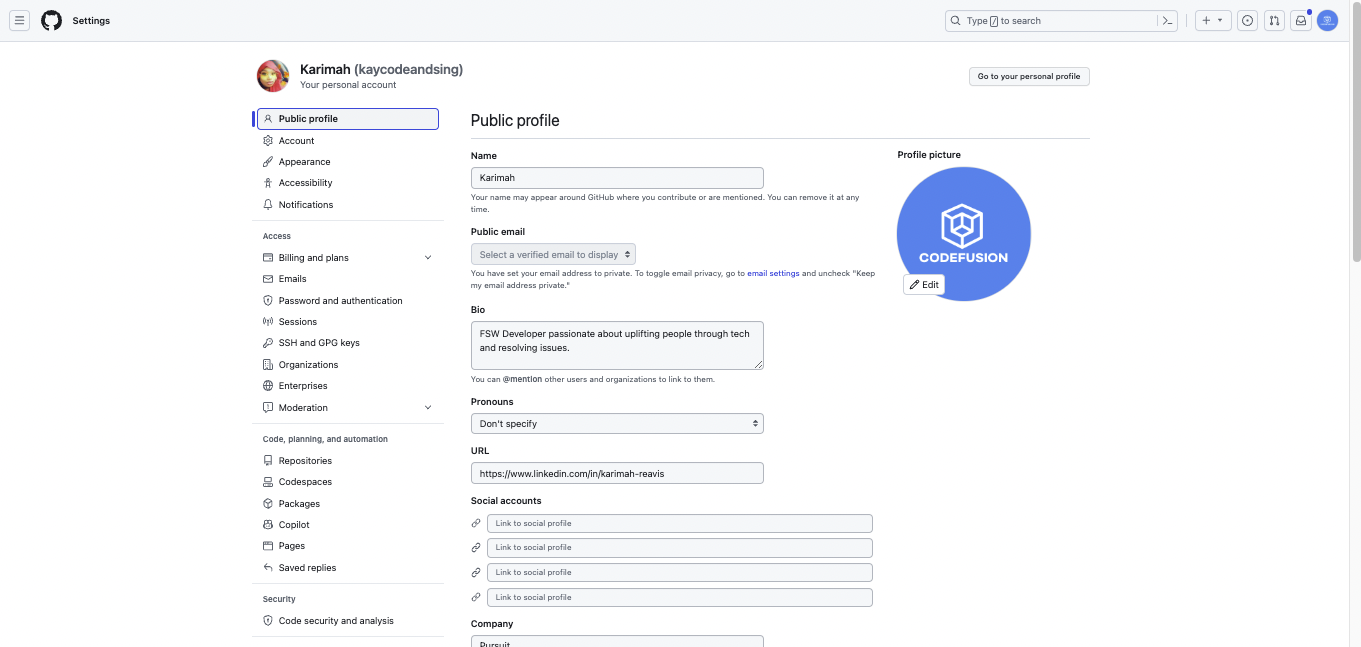 Settings
Type / to search
Karimah (kaycodeandsing)
Your personal account
Go to your personal profile
Public profile
Account
Appearance
Accessibility
Notifications
Access
Billing and plans
Emails
Password and authentication
Sessions
SSH and GPG keys
Organizations
Enterprises
Moderation
Code, planning, and automation
Repositories
Codespaces
Packages
Copilot
Pages
Saved replies
Security
Code security and analysis
Public profile
Name
Karimah
Your name may appear around GitHub where you contribute or are mentioned. You can remove it at any
time.
Public email
Select a verified email to display
You have set your email address to private. To toggle email privacy, go to email settings and uncheck "Keep
my email address private."
Bio
FSW Developer passionate about uplifting people through tech
and resolving issues.
You can @mention other users and organizations to link to them.
Pronouns
Don't specify
URL
https://www.linkedin.com/in/karimah-reavis
Social accounts
Link to social profile
Link to social profile
Link to social profile
Link to social profile
Company
Pursuit
Profile picture
CODEFUSION
Edit